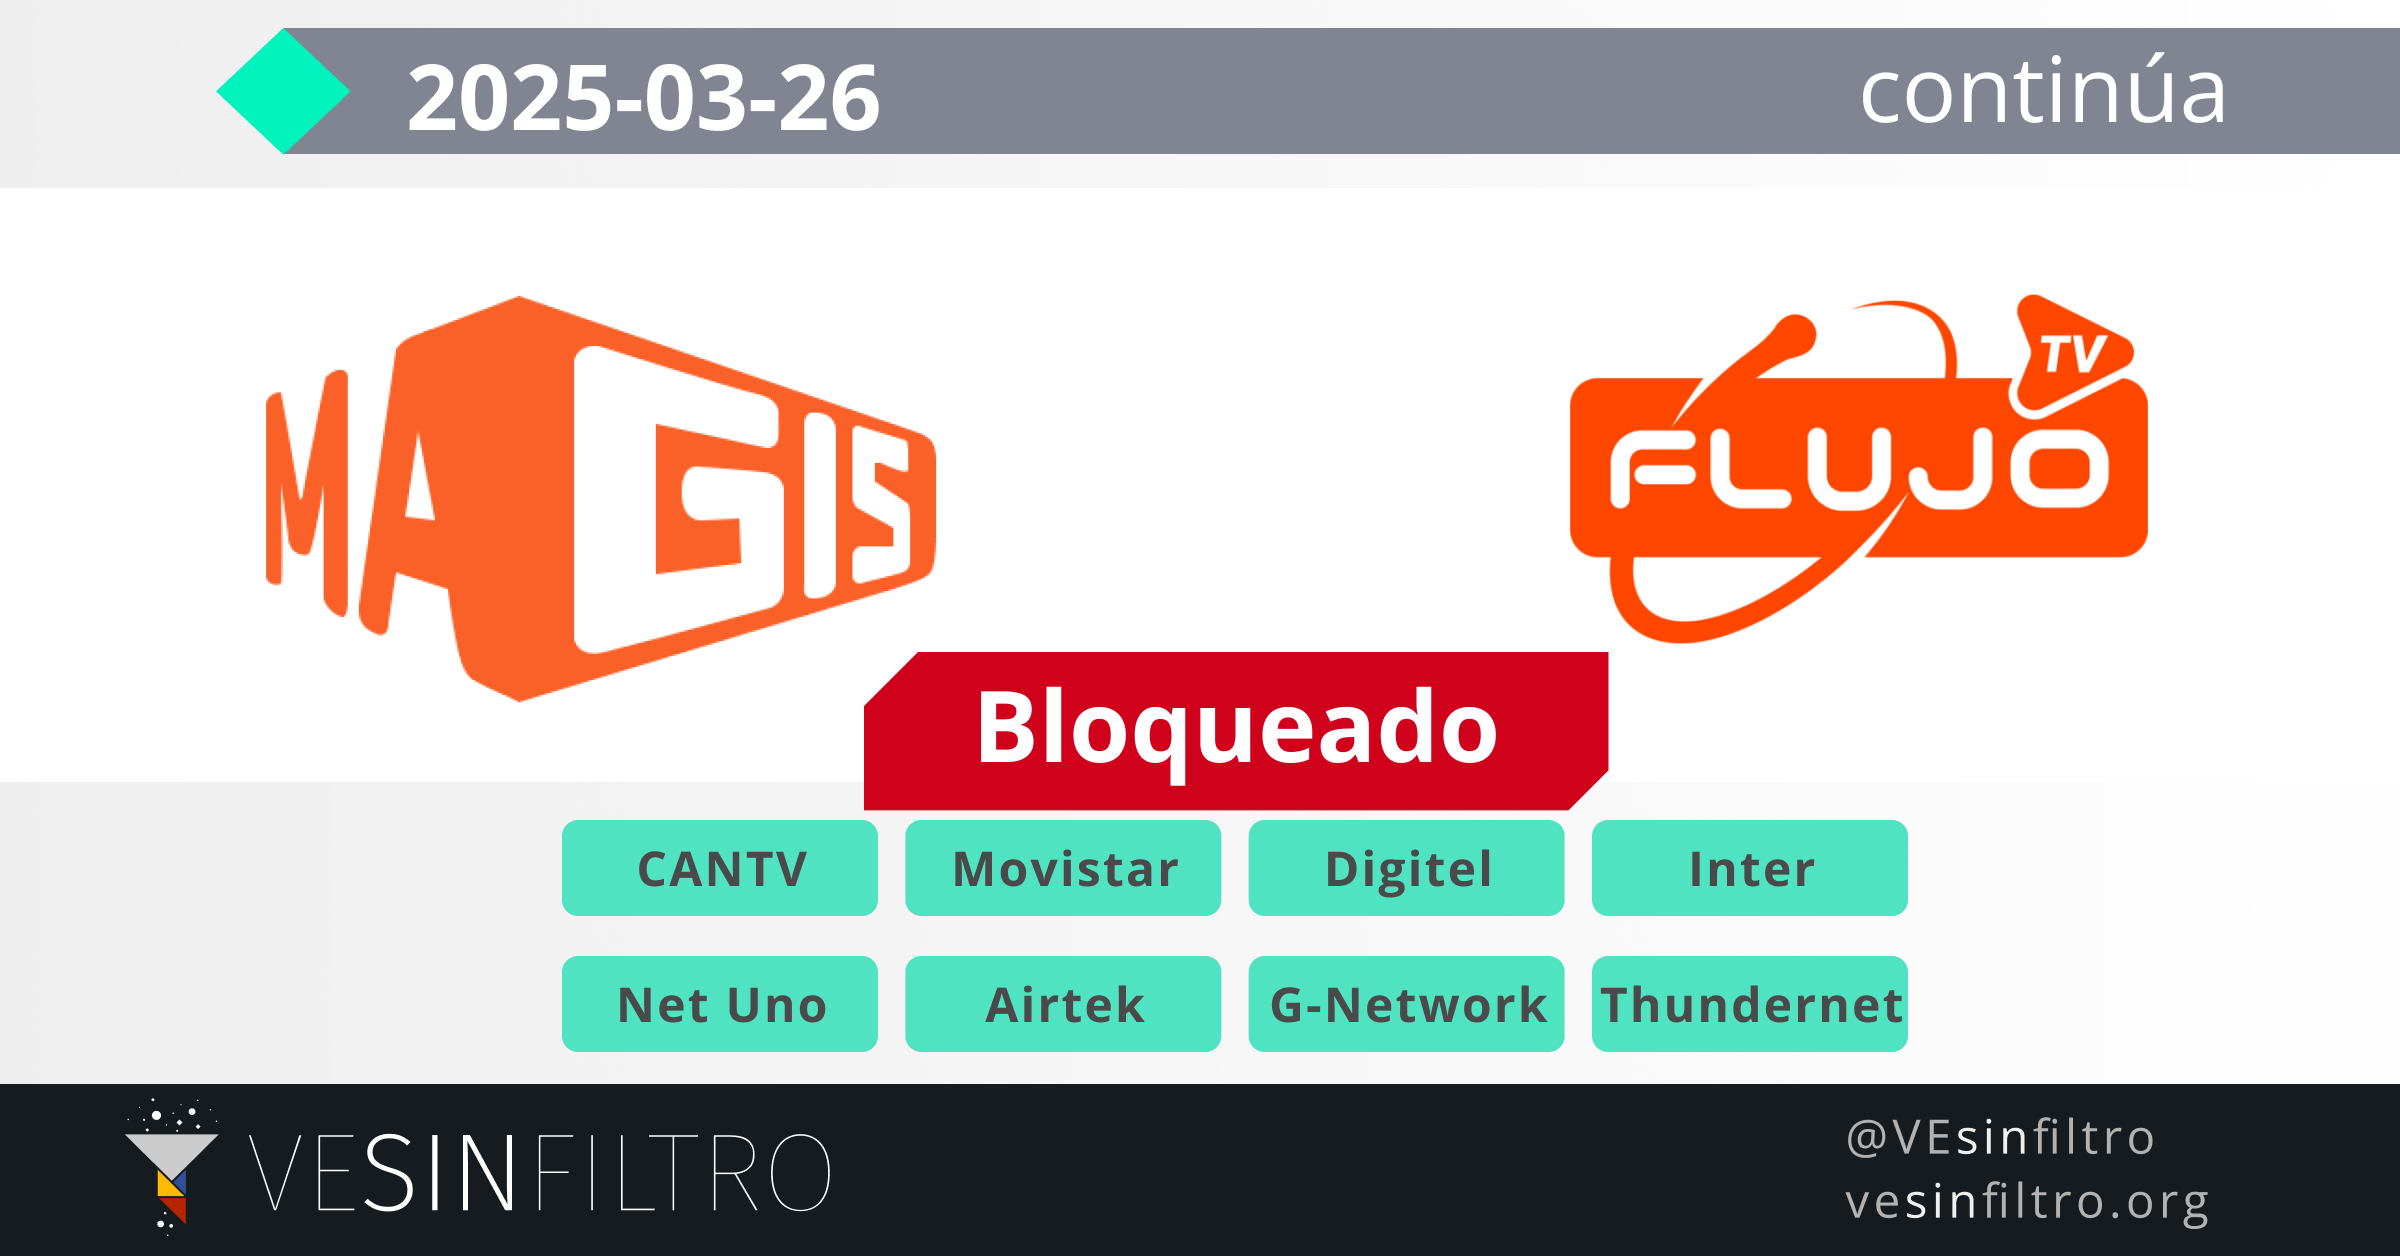 2025-03-26
continúa
MAGIS
FLUJO TV
Bloqueado
CANTV Movistar Digitel Inter
Net Uno Airtek G-Network Thundernet
VESINFILTRO
@VEsinfiltro
vesinfiltro.org